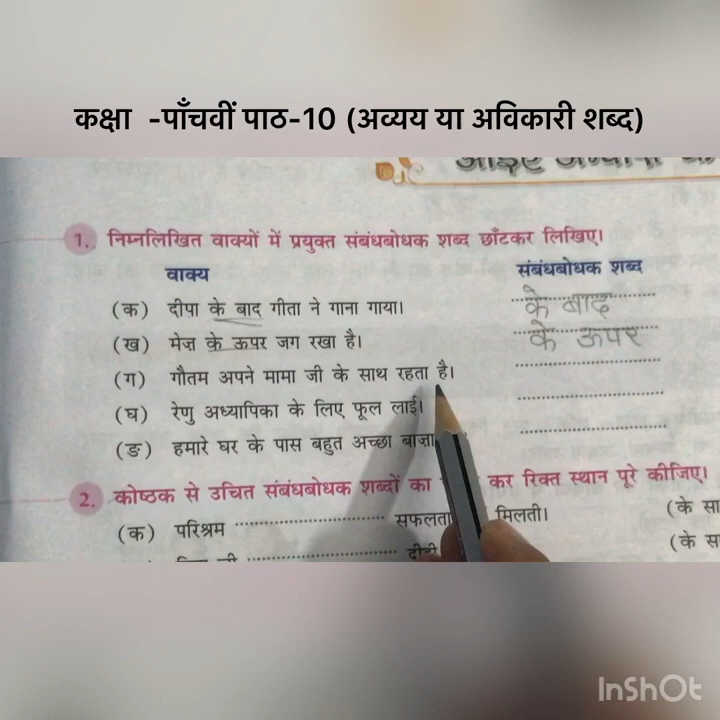 कक्षा -पाँचवीं पाठ-10 (अव्यय या अविकारी शब्द)
1. निम्नलिखित वाक्यों में प्रयुक्त संबंधबोधक शब्द छाँटकर लिखिए।
वाक्य संबंधबोधक शब्द
(क) दीपा के बाद गीता ने गाना गाया। के बाद
(ख) मेज़ के ऊपर जग रखा है। के ऊपर
(ग) गौतम अपने मामा जी के साथ रहता है।
(घ) रेणु अध्यापिका के लिए फूल लाई।
(ङ) हमारे घर के पास बहुत अच्छा
2. कोष्ठक से उचित संबंधबोधक शब्दों का कर रिक्त स्थान पूरे कीजिए।
(क) परिश्रम सफलता मिलती। (के
(के
InShOt